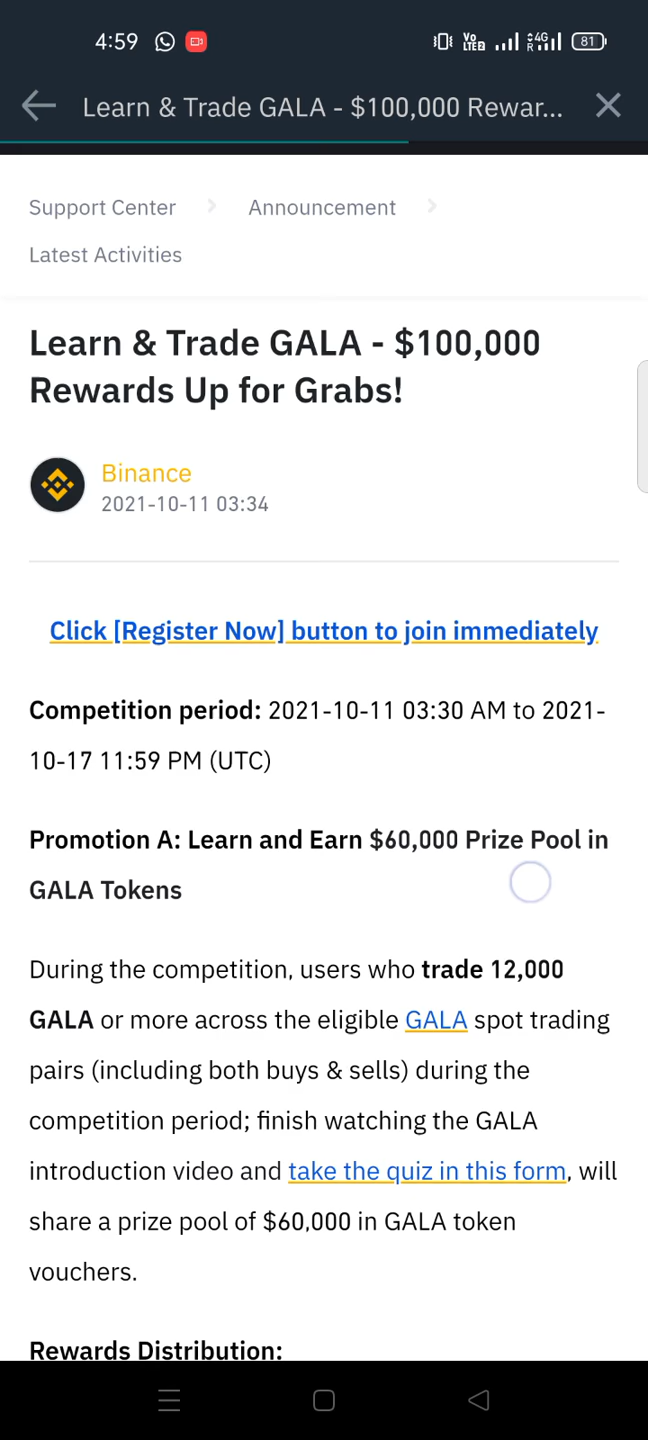 4:59
Vo
LTE2
4G
R
81
Learn & Trade GALA - $100,000 Rewar...
Support Center
Announcement
Latest Activities
Learn & Trade GALA - $100,000
Rewards Up for Grabs!
Binance
2021-10-11 03:34
Click [Register Now] button to join immediately
Competition period: 2021-10-11 03:30 AM to 2021-
10-17 11:59 PM (UTC)
Promotion A: Learn and Earn $60,000 Prize Pool in
GALA Tokens
During the competition, users who trade 12,000
GALA or more across the eligible GALA spot trading
pairs (including both buys & sells) during the
competition period; finish watching the GALA
introduction video and take the quiz in this form, will
share a prize pool of $60,000 in GALA token
vouchers.
Rewards Distribution: